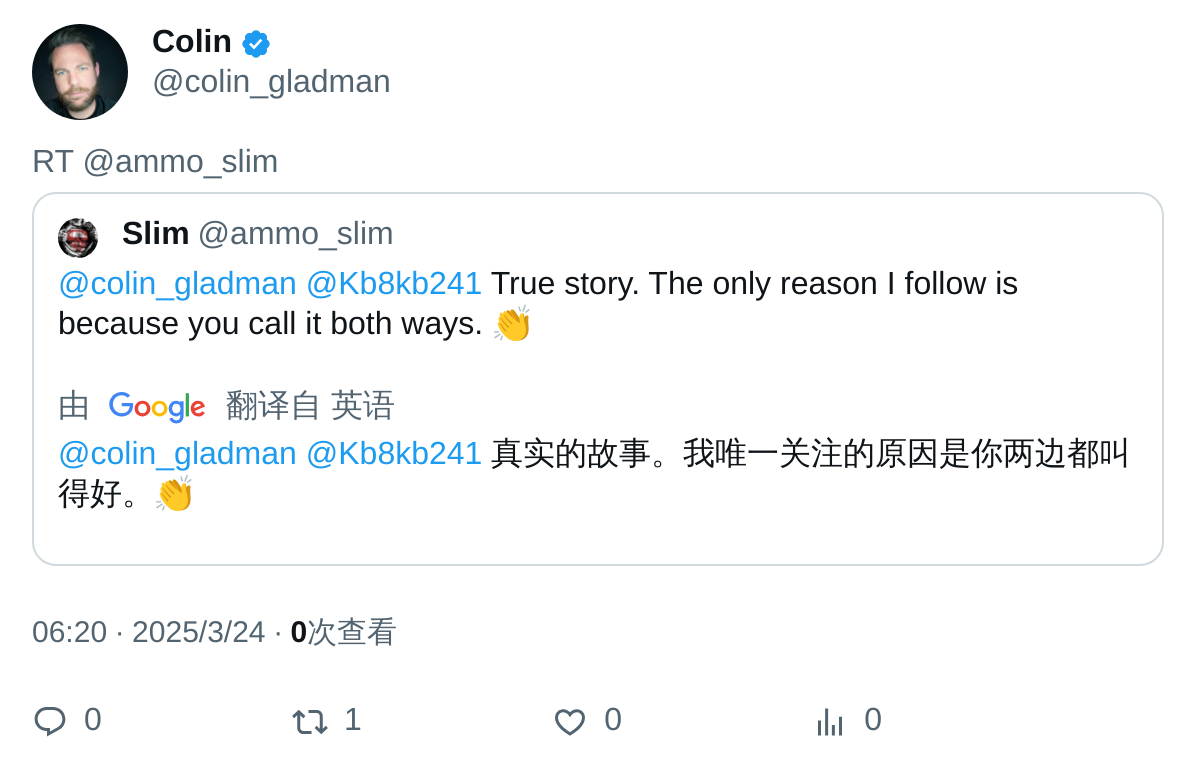 Colin
@colin_gladman
RT @ammo_slim
Slim @ammo_slim
@colin_gladman @Kb8kb241 True story. The only reason I follow is
because you call it both ways. 👏
由 Google 翻译自 英语
@colin_gladman @Kb8kb241 真实的故事。我唯一关注的原因是你两边都叫
得好。👏
06:20 · 2025/3/24 · 0次查看
0 1 0 0